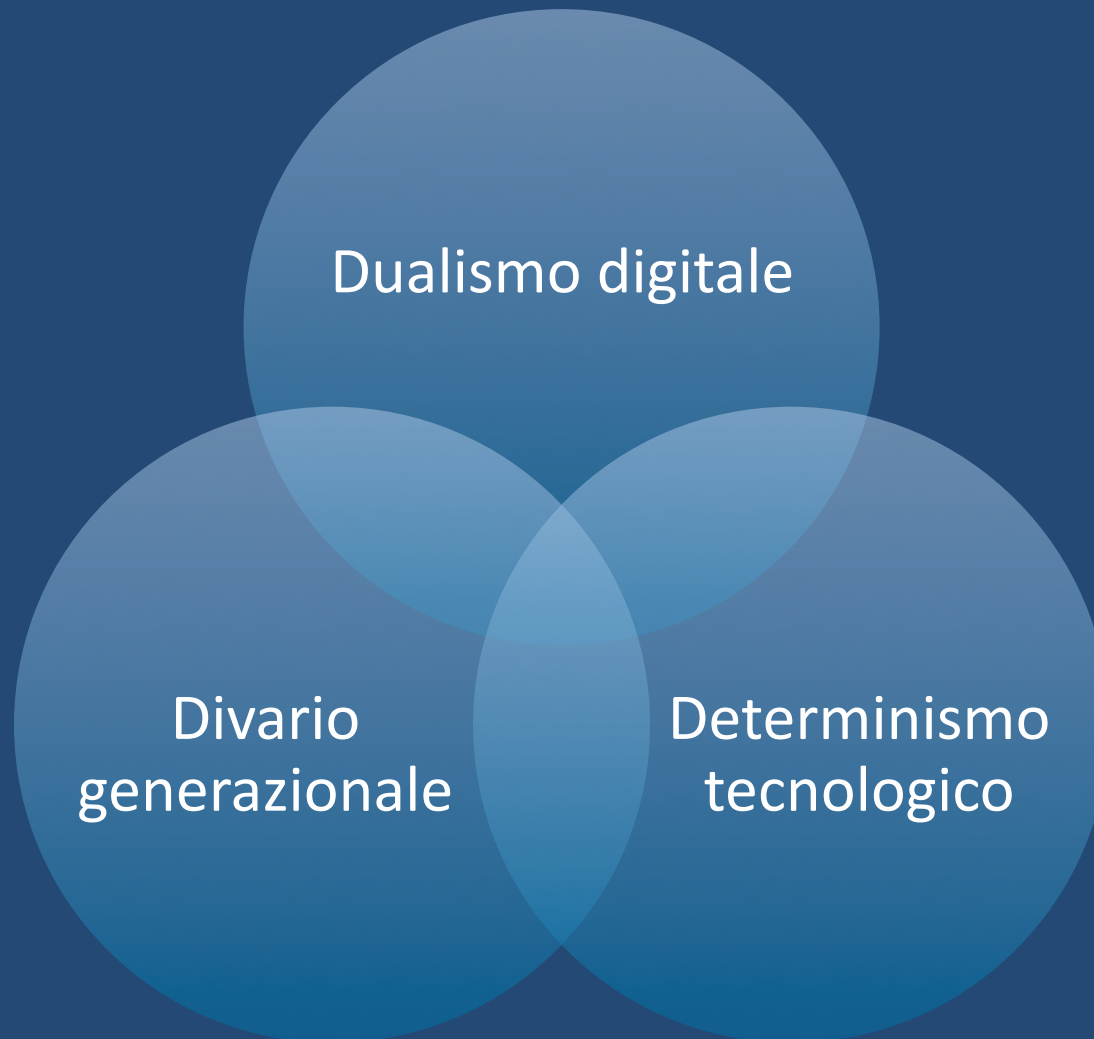 Dualismo digitale
Divario
generazionale
Determinismo
tecnologico